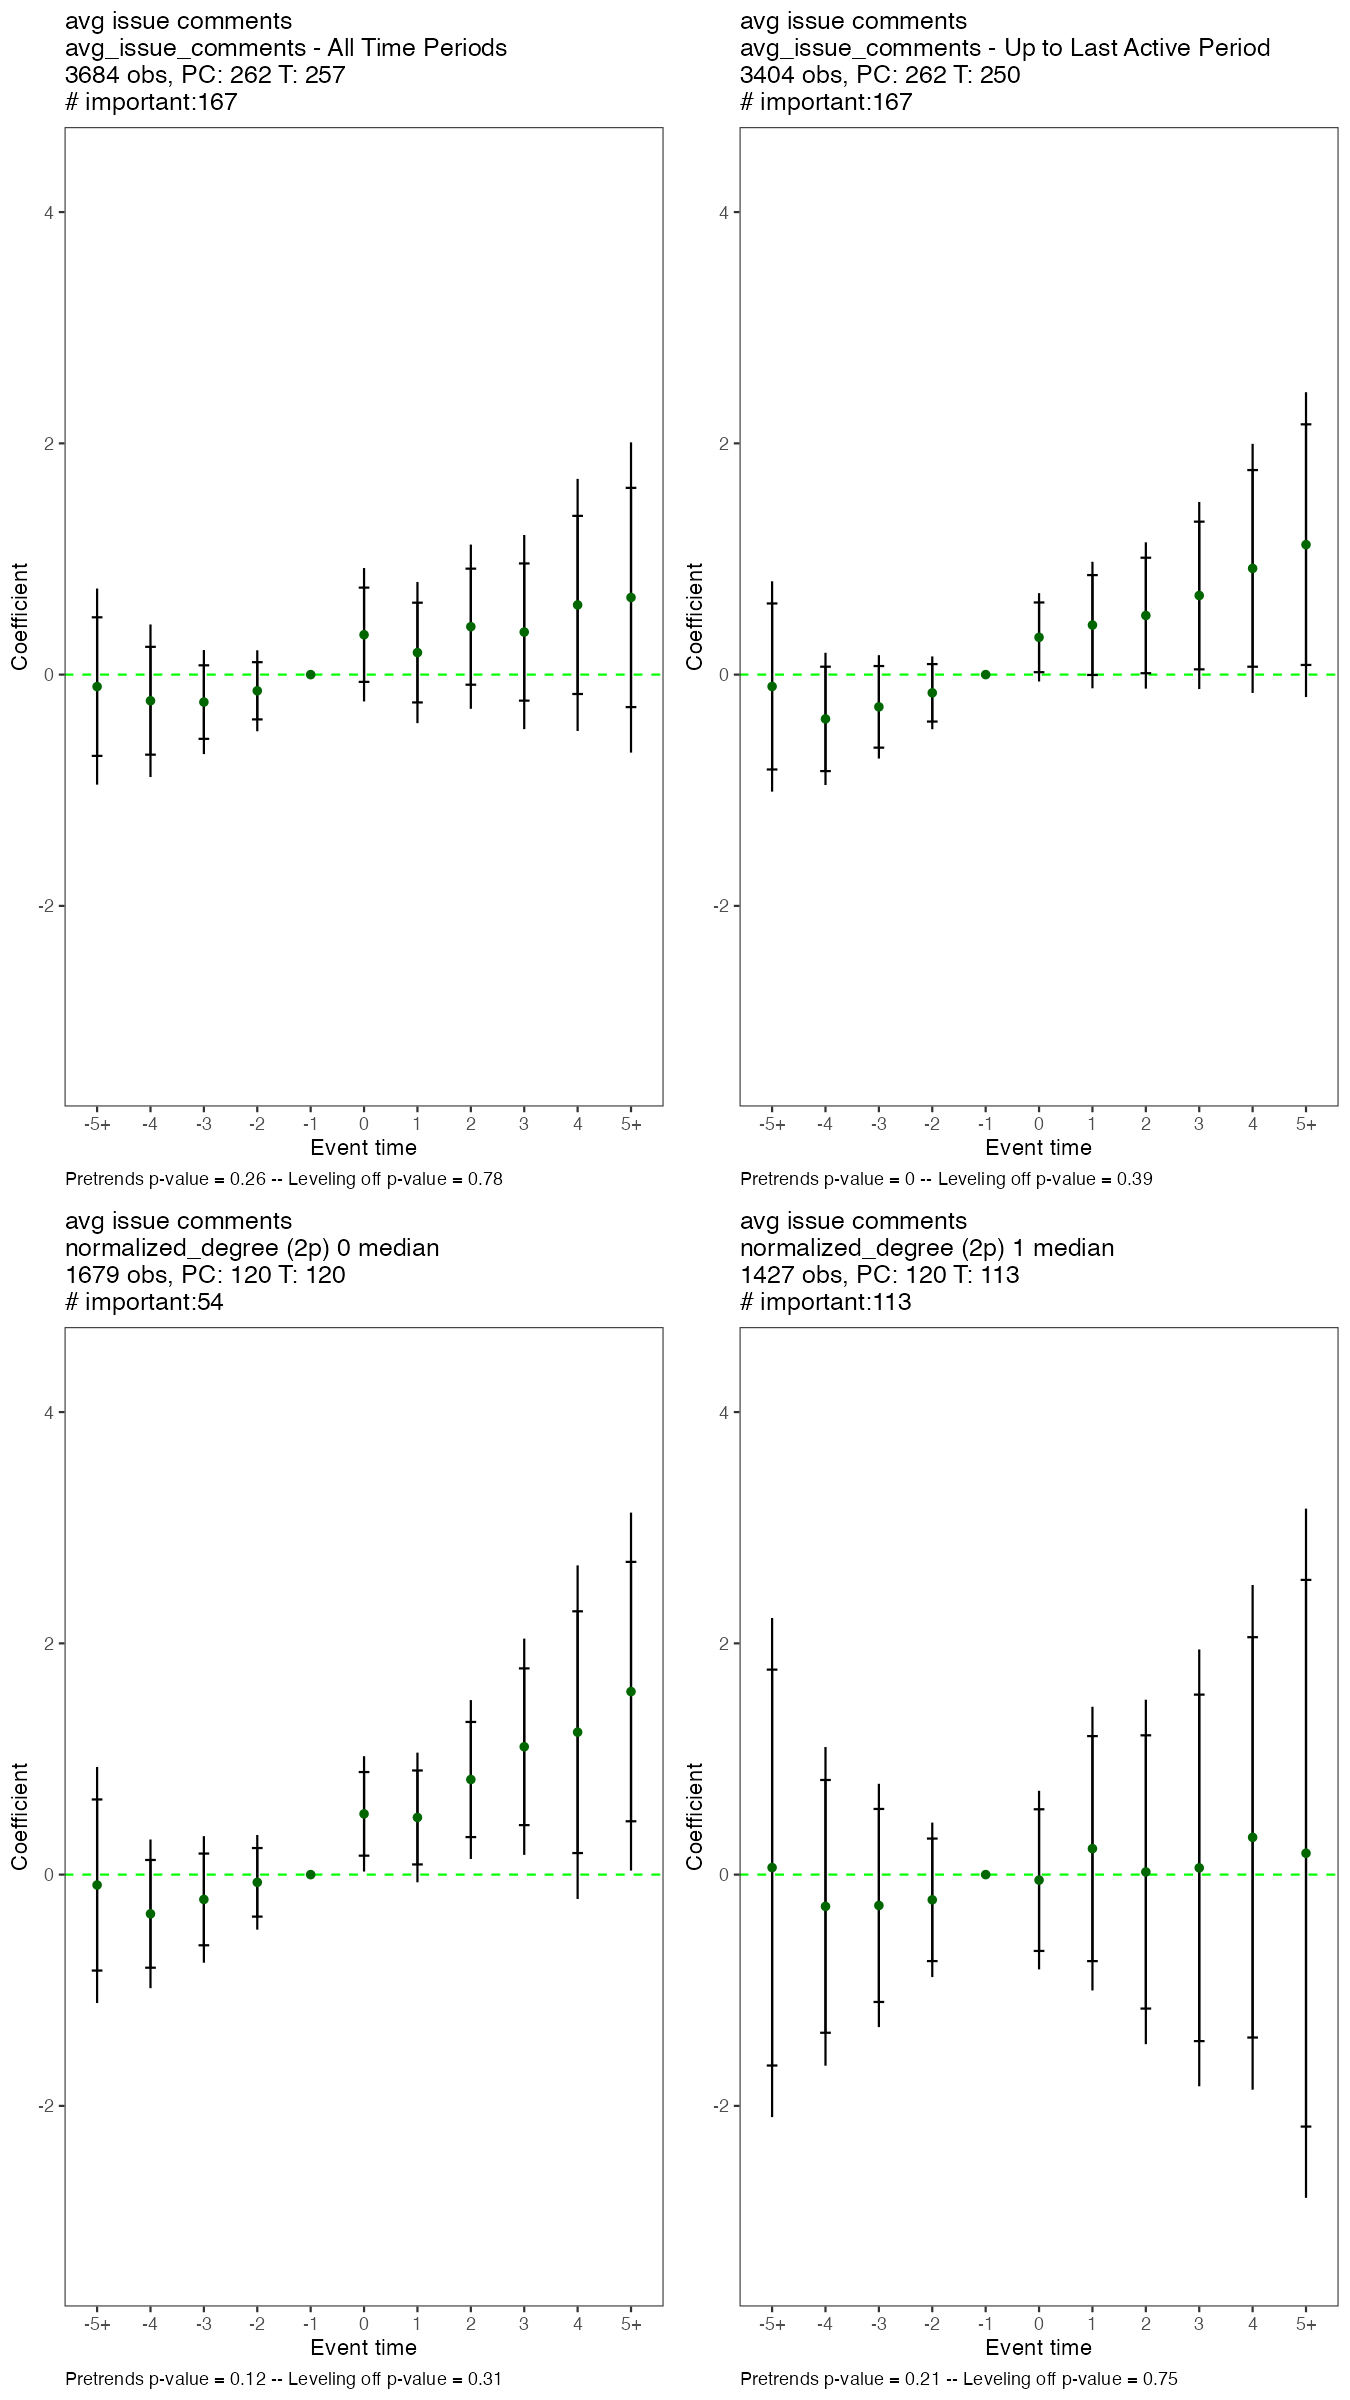 avg issue comments
avg_issue_comments - All Time Periods
3684 obs, PC: 262 T: 257
# important:167
4
2
0
-2
Coefficient
-5+ -4 -3 -2 -1 0 1 2 3 4 5+
Event time
Pretrends p-value = 0.26 -- Leveling off p-value = 0.78
avg issue comments
avg_issue_comments - Up to Last Active Period
3404 obs, PC: 262 T: 250
# important:167
4
2
0
-2
Coefficient
-5+ -4 -3 -2 -1 0 1 2 3 4 5+
Event time
Pretrends p-value = 0 -- Leveling off p-value = 0.39
avg issue comments
normalized_degree (2p) 0 median
1679 obs, PC: 120 T: 120
# important:54
4
2
0
-2
Coefficient
-5+ -4 -3 -2 -1 0 1 2 3 4 5+
Event time
Pretrends p-value = 0.12 -- Leveling off p-value = 0.31
avg issue comments
normalized_degree (2p) 1 median
1427 obs, PC: 120 T: 113
# important:113
4
2
0
-2
Coefficient
-5+ -4 -3 -2 -1 0 1 2 3 4 5+
Event time
Pretrends p-value = 0.21 -- Leveling off p-value = 0.75